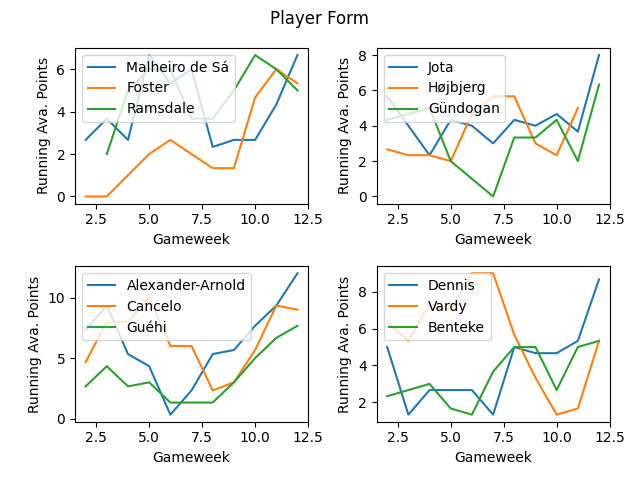 Player Form
Running Ava. Points
6
4
2
0
Malheiro de Sá
Foster
Ramsdale
2.5 5.0 7.5 10.0 12.5
Gameweek
Running Ava. Points
8
6
4
2
0
Jota
Højbjerg
Gündogan
2.5 5.0 7.5 10.0 12.5
Gameweek
Running Ava. Points
10
5
0
Alexander-Arnold
Cancelo
Guéhi
2.5 5.0 7.5 10.0 12.5
Gameweek
Running Ava. Points
8
6
4
2
Dennis
Vardy
Benteke
2.5 5.0 7.5 10.0 12.5
Gameweek